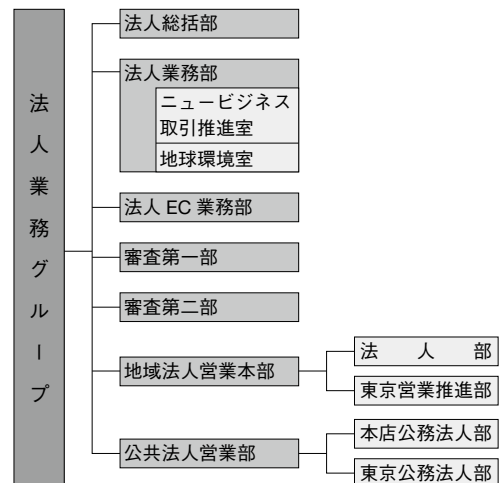 法人業務グループ
法人総括部
法人業務部
ニュービジネス
取引推進室
地球環境室
法人 EC 業務部
審査第一部
審査第二部
地域法人営業本部
法人部
東京営業推進部
公共法人営業部
本店公務法人部
東京公務法人部